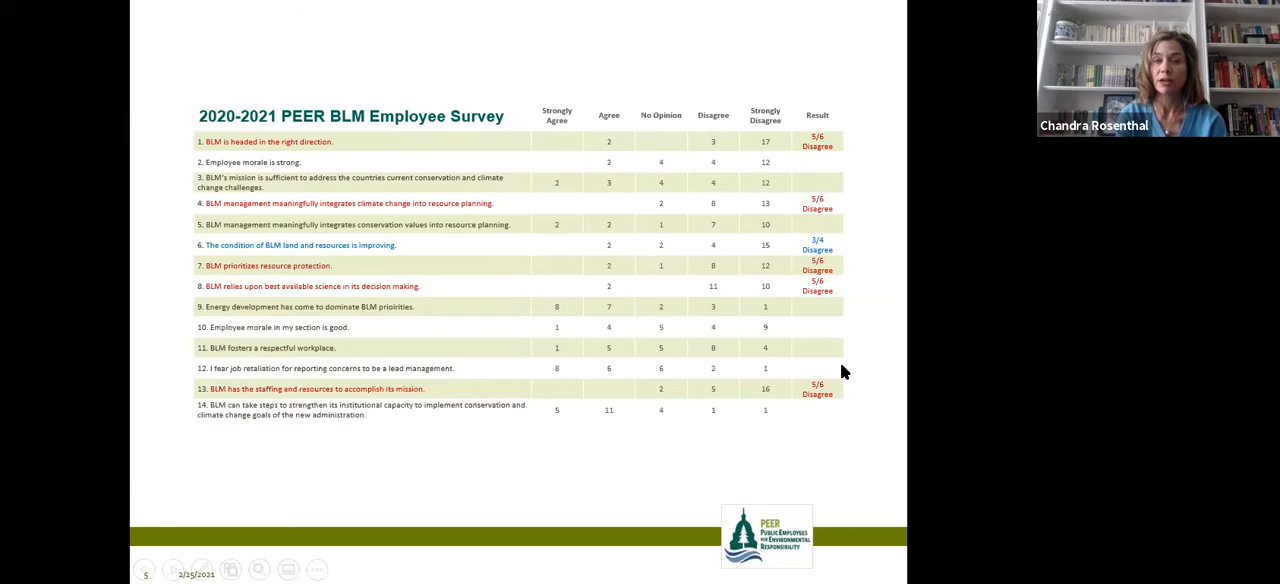 2020-2021 PEER BLM Employee Survey
Strongly Agree Agree No Opinion Disagree Strongly Disagree Result
1. BLM is headed in the right direction. 2 3 17 5/6 Disagree
2. Employee morale is strong. 2 4 4 12
3. BLM's mission is sufficient to address the countries current conservation and climate
change challenges. 2 3 4 4 12
4. BLM management meaningfully integrates climate change into resource planning. 2 8 13 5/6 Disagree
5. BLM management meaningfully integrates conservation values into resource planning. 2 2 1 7 10
6. The condition of BLM land and resources is improving. 2 2 4 15 3/4 Disagree
7. BLM prioritizes resource protection. 2 1 8 12 5/6 Disagree
8. BLM relies upon best available science in its decision making. 2 11 10 5/6 Disagree
9. Energy development has come to dominate BLM prioirities. 8 7 2 3 1
10. Employee morale in my section is good. 1 4 5 4 9
11. BLM fosters a respectful workplace. 1 5 5 8 4
12. I fear job retaliation for reporting concerns to be a lead management. 8 6 6 2 1
13. BLM has the staffing and resources to accomplish its mission. 2 5 16 5/6 Disagree
14. BLM can take steps to strengthen its institutional capacity to implement conservation and
climate change goals of the new administration. 5 11 4 1 1
PEER
PUBLIC EMPLOYEES
FOR ENVIRONMENTAL
RESPONSIBILITY
5 2/25/2021
Chandra Rosenthal